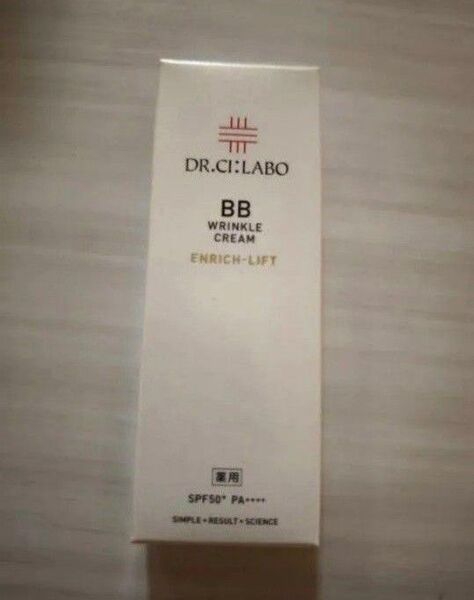 DR.CI:LABO
BB
WRINKLE
CREAM
ENRICH-LIFT
薬用
SPF50+ PA++++
SIMPLE•RESULT•SCIENCE